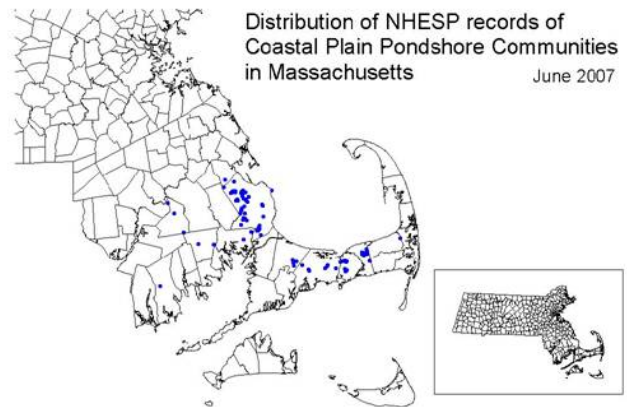 Distribution of NHESP records of
Coastal Plain Pondshore Communities
in Massachusetts
June 2007